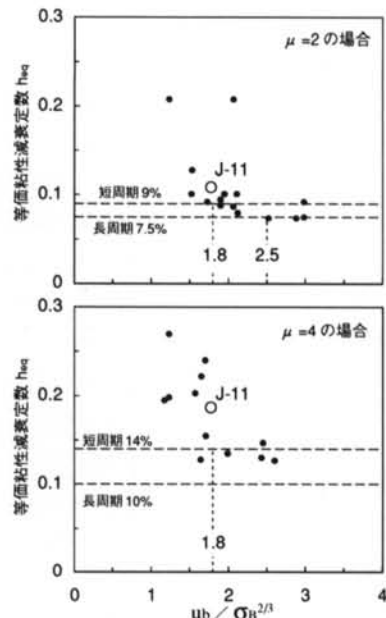 μ =2 の場合
等価粘性減衰定数 heq
0.3
0.2
0.1
0
J-11
短周期 9%
長周期 7.5%
1.8
2.5
μ =4 の場合
等価粘性減衰定数 heq
0.3
0.2
0.1
0
J-11
短周期 14%
長周期 10%
1.8
0 1 2 3 4
μb / σB2/3